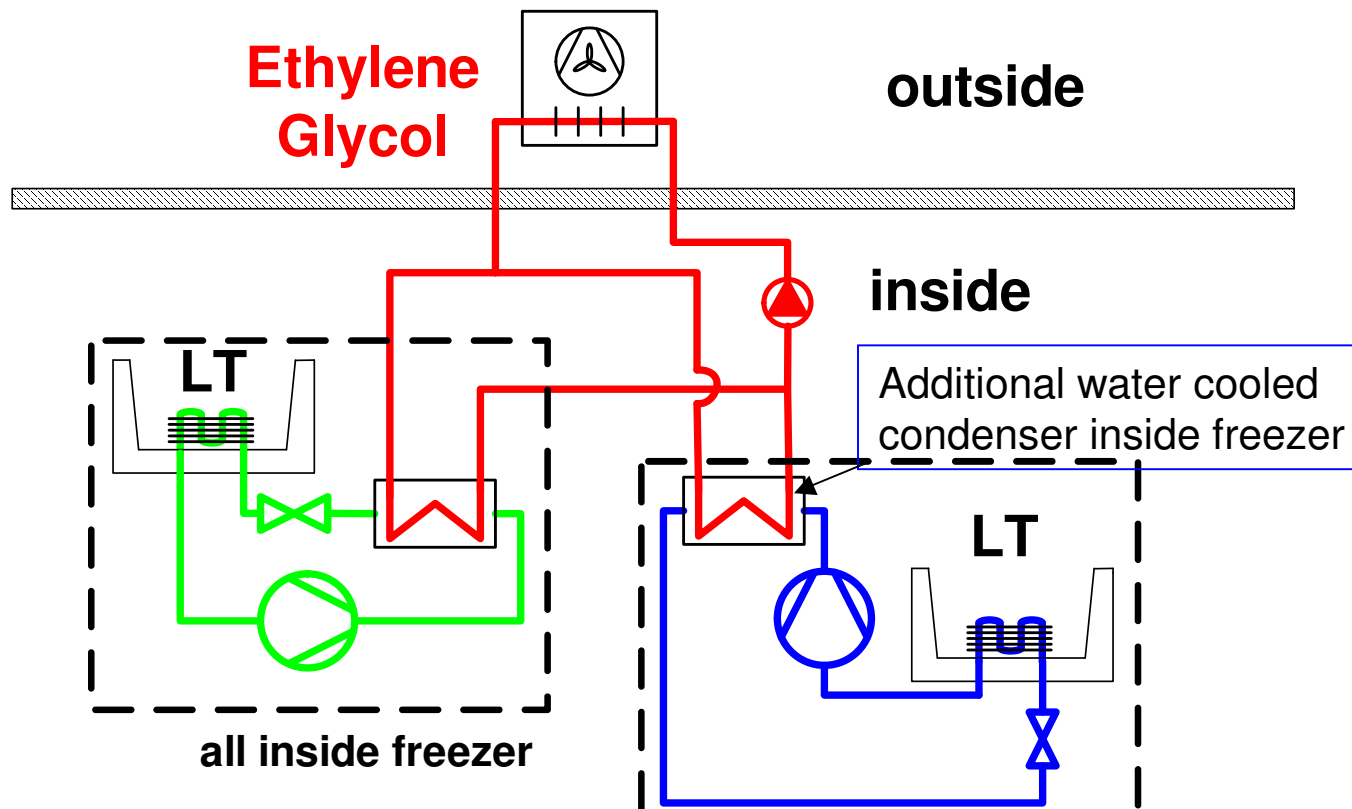 Ethylene
Glycol
outside
inside
LT
Additional water cooled
condenser inside freezer
LT
all inside freezer